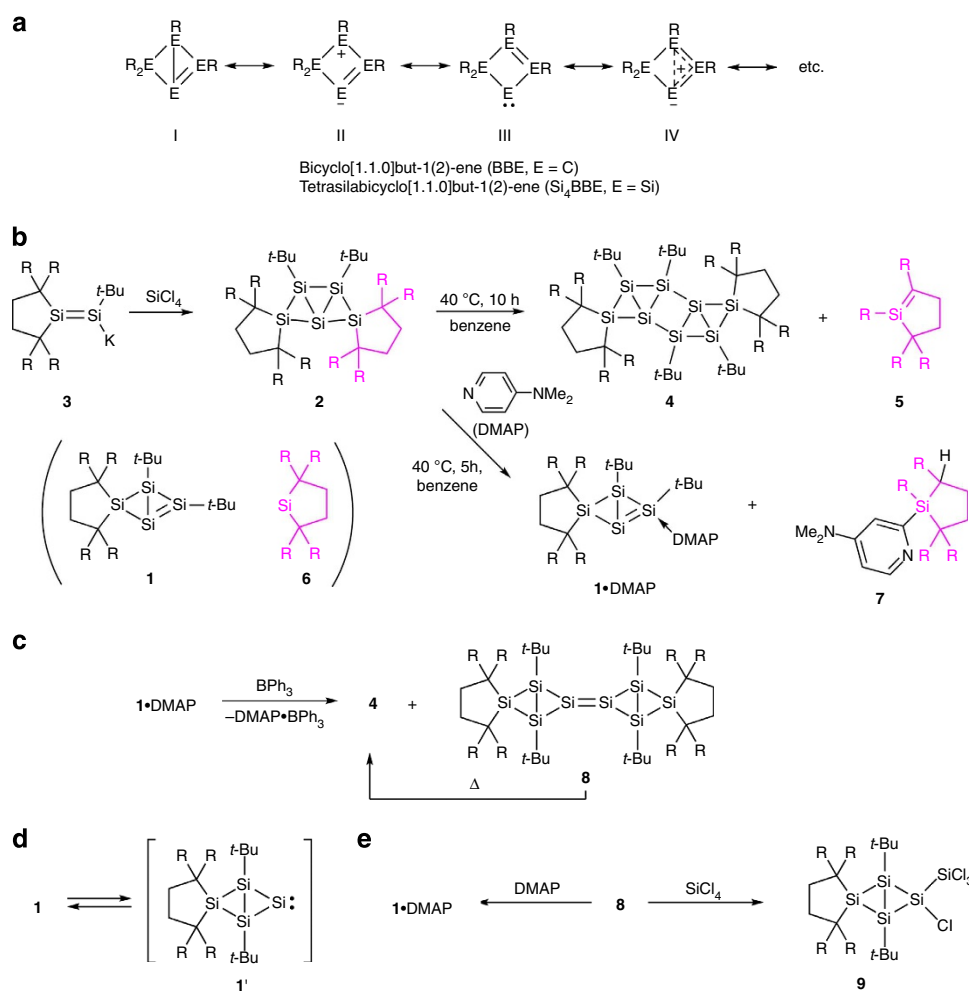 a
R R R R
R₂E E ER R₂E E + ER R₂E E ER R₂E E + ER etc.
E E − E •• E −
I II III IV
Bicyclo[1.1.0]but-1(2)-ene (BBE, E = C)
Tetrasilabicyclo[1.1.0]but-1(2)-ene (Si₄BBE, E = Si)
b
R R t-Bu Si Si K R R
3
SiCl₄
t-Bu t-Bu R R Si Si R R Si Si Si R R R R
2
40 °C, 10 h
benzene
t-Bu t-Bu R R Si Si R R Si Si Si Si Si Si R R R R t-Bu t-Bu
4
+
R R Si R R
5
N NMe₂
(DMAP)
40 °C, 5h,
benzene
R R t-Bu Si Si Si Si t-Bu R R
1
R R Si R R
6
t-Bu R R Si t-Bu Si Si Si DMAP R R
1•DMAP
+
H R R R Si Me₂N N R R
7
c
1•DMAP
BPh₃
–DMAP•BPh₃
4 +
t-Bu t-Bu
R R R R
Si Si
Si Si Si Si
Si Si
R R R R
t-Bu t-Bu
8
Δ
d
1
t-Bu
R R
Si
Si Si:
Si
R R
t-Bu
1'
e
1•DMAP
DMAP
8
SiCl₄
t-Bu
R R SiCl₃
Si
Si Si
Si Cl
R R
t-Bu
9